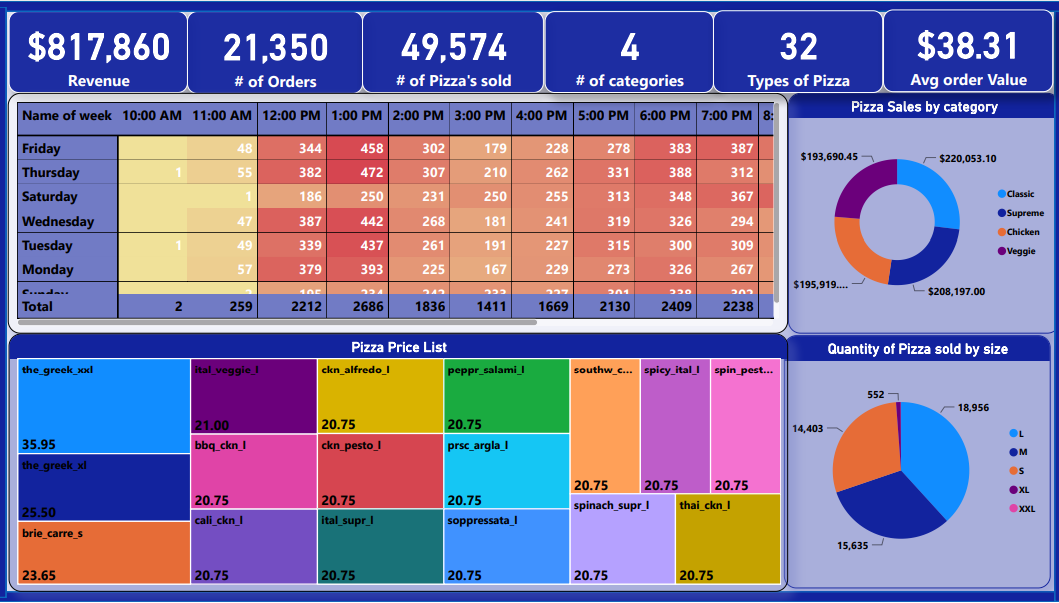 $817,860
Revenue
21,350
# of Orders
49,574
# of Pizza's sold
4
# of categories
32
Types of Pizza
$38.31
Avg order Value
Name of week 10:00 AM 11:00 AM 12:00 PM 1:00 PM 2:00 PM 3:00 PM 4:00 PM 5:00 PM 6:00 PM 7:00 PM 8:
Friday 48 344 458 302 179 228 278 383 387
Thursday 1 55 382 472 307 210 262 331 388 312
Saturday 1 186 250 231 250 255 313 348 367
Wednesday 47 387 442 268 181 241 319 326 294
Tuesday 1 49 339 437 261 191 227 315 300 309
Monday 57 379 393 225 167 229 273 326 267
Sunday
Total 2 259 2212 2686 1836 1411 1669 2130 2409 2238
Pizza Sales by category
$193,690.45
$220,053.10
$195,919....
$208,197.00
Classic
Supreme
Chicken
Veggie
Pizza Price List
the_greek_xxl
35.95
the_greek_xl
25.50
brie_carre_s
23.65
ital_veggie_l
21.00
bbq_ckn_l
20.75
cali_ckn_l
20.75
ckn_alfredo_l
20.75
ckn_pesto_l
20.75
ital_supr_l
20.75
peppr_salami_l
20.75
prsc_argla_l
20.75
soppressata_l
20.75
southw_c...
20.75
spicy_ital_l
20.75
spin_pest...
20.75
spinach_supr_l
20.75
thai_ckn_l
20.75
Quantity of Pizza sold by size
552
18,956
14,403
15,635
L
M
S
XL
XXL